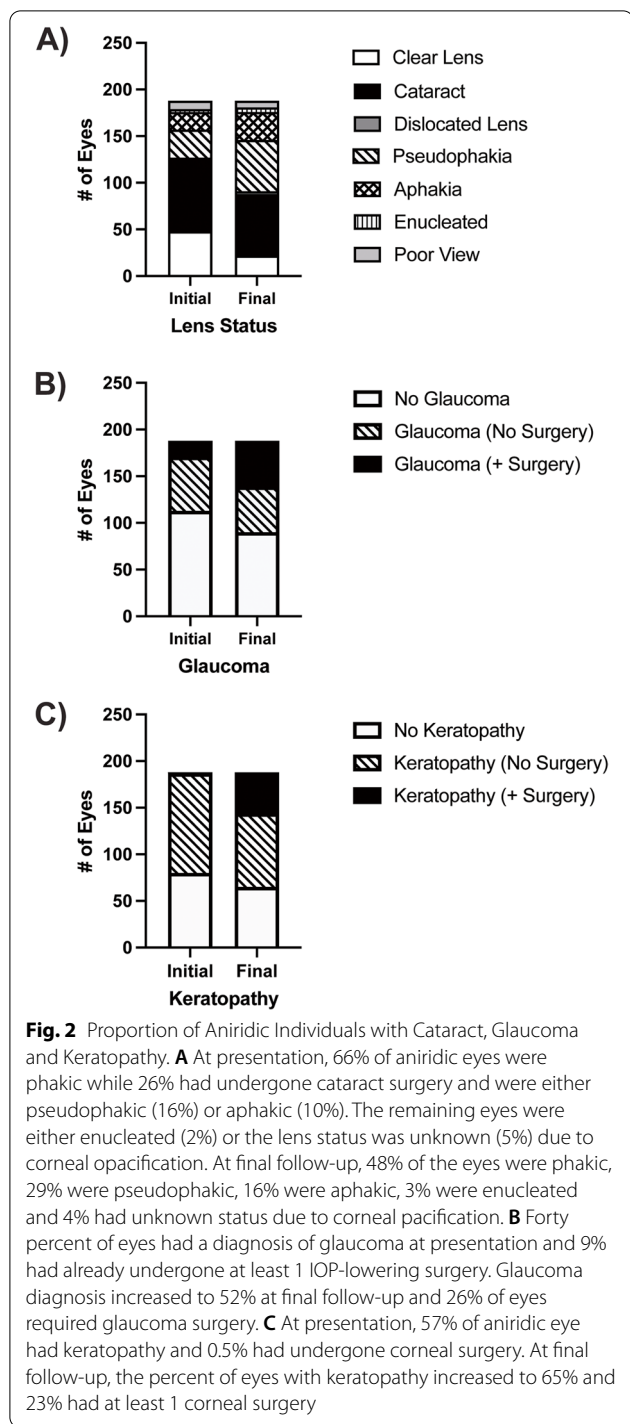 A)
250
200
150
100
50
0
# of Eyes
Initial Final
Lens Status
Clear Lens
Cataract
Dislocated Lens
Pseudophakia
Aphakia
Enucleated
Poor View
B)
250
200
150
100
50
0
# of Eyes
Initial Final
Glaucoma
No Glaucoma
Glaucoma (No Surgery)
Glaucoma (+ Surgery)
C)
250
200
150
100
50
0
# of Eyes
Initial Final
Keratopathy
No Keratopathy
Keratopathy (No Surgery)
Keratopathy (+ Surgery)
Fig. 2 Proportion of Aniridic Individuals with Cataract, Glaucoma
and Keratopathy. A At presentation, 66% of aniridic eyes were
phakic while 26% had undergone cataract surgery and were either
pseudophakic (16%) or aphakic (10%). The remaining eyes were
either enucleated (2%) or the lens status was unknown (5%) due to
corneal opacification. At final follow-up, 48% of the eyes were phakic,
29% were pseudophakic, 16% were aphakic, 3% were enucleated
and 4% had unknown status due to corneal pacification. B Forty
percent of eyes had a diagnosis of glaucoma at presentation and 9%
had already undergone at least 1 IOP-lowering surgery. Glaucoma
diagnosis increased to 52% at final follow-up and 26% of eyes
required glaucoma surgery. C At presentation, 57% of aniridic eye
had keratopathy and 0.5% had undergone corneal surgery. At final
follow-up, the percent of eyes with keratopathy increased to 65% and
23% had at least 1 corneal surgery